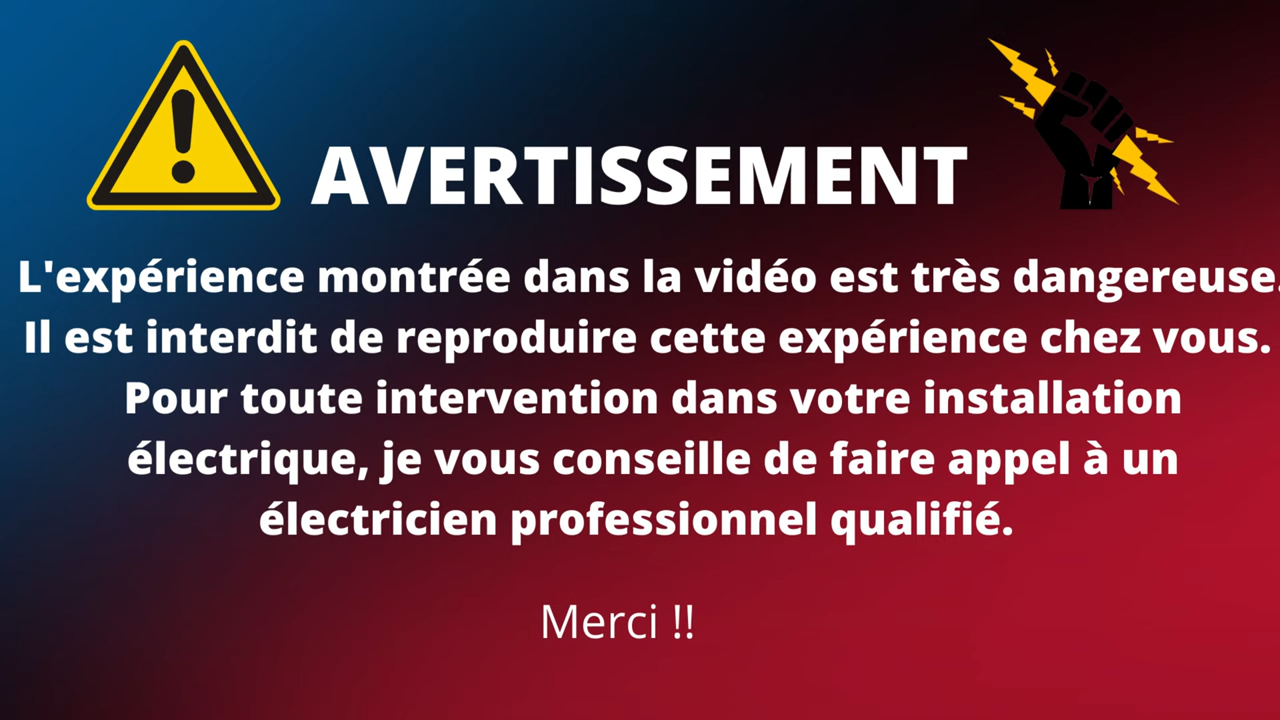 AVERTISSEMENT
L'expérience montrée dans la vidéo est très dangereuse.
Il est interdit de reproduire cette expérience chez vous.
Pour toute intervention dans votre installation
électrique, je vous conseille de faire appel à un
électricien professionnel qualifié.
Merci !!